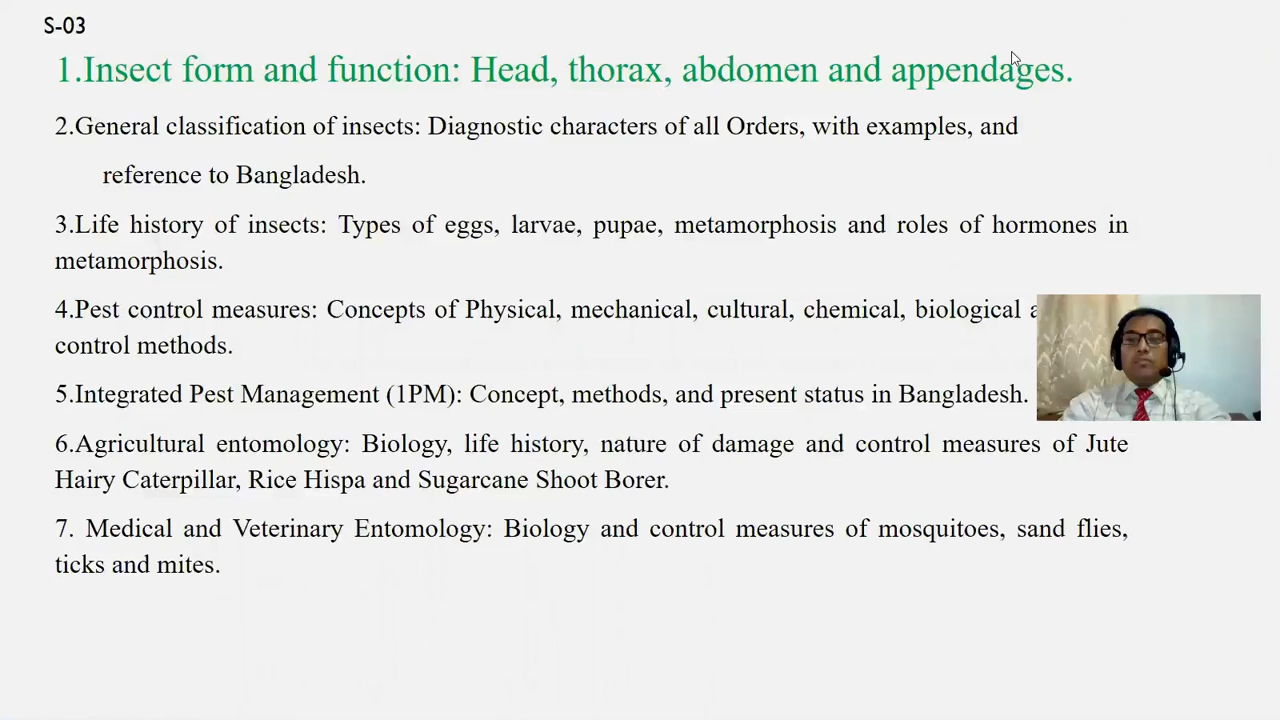 S-03
1.Insect form and function: Head, thorax, abdomen and appendages.
2.General classification of insects: Diagnostic characters of all Orders, with examples, and
reference to Bangladesh.
3.Life history of insects: Types of eggs, larvae, pupae, metamorphosis and roles of hormones in
metamorphosis.
4.Pest control measures: Concepts of Physical, mechanical, cultural, chemical, biological
control methods.
5.Integrated Pest Management (1PM): Concept, methods, and present status in Bangladesh.
6.Agricultural entomology: Biology, life history, nature of damage and control measures of Jute
Hairy Caterpillar, Rice Hispa and Sugarcane Shoot Borer.
7. Medical and Veterinary Entomology: Biology and control measures of mosquitoes, sand flies,
ticks and mites.